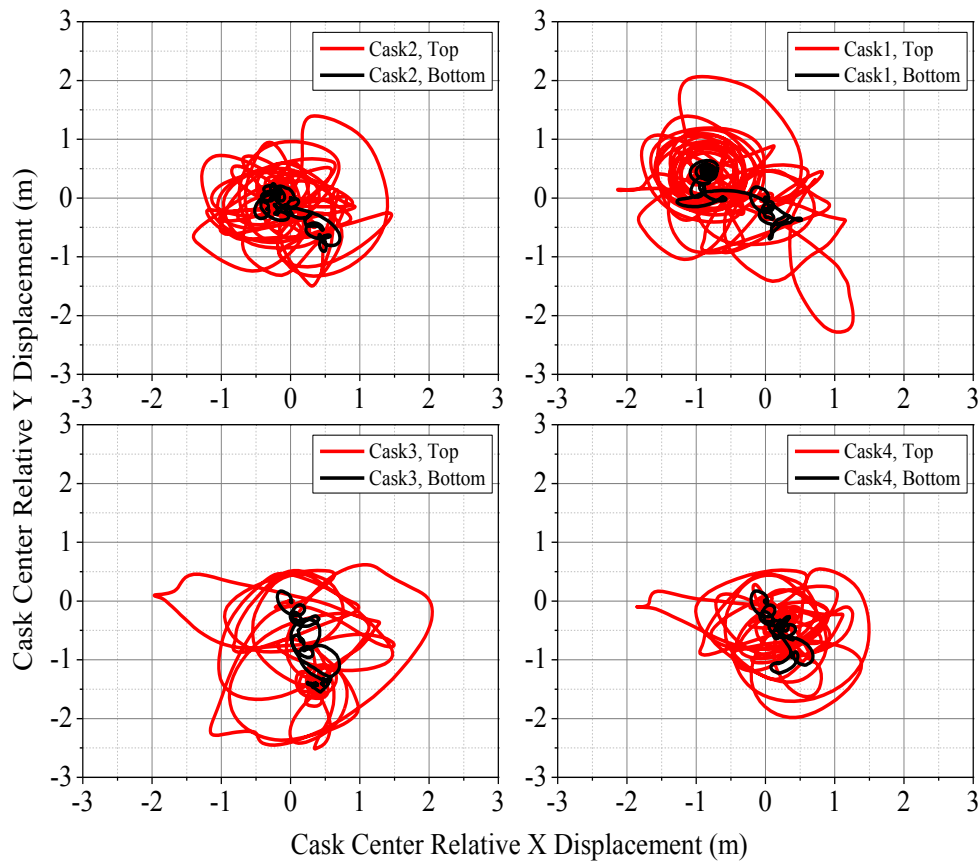 Cask Center Relative Y Displacement (m)
3
2
1
0
-1
-2
-3
-3 -2 -1 0 1 2 3
Cask2, Top
Cask2, Bottom
3
2
1
0
-1
-2
-3
-3 -2 -1 0 1 2 3
Cask1, Top
Cask1, Bottom
3
2
1
0
-1
-2
-3
-3 -2 -1 0 1 2 3
Cask3, Top
Cask3, Bottom
3
2
1
0
-1
-2
-3
-3 -2 -1 0 1 2 3
Cask4, Top
Cask4, Bottom
Cask Center Relative X Displacement (m)